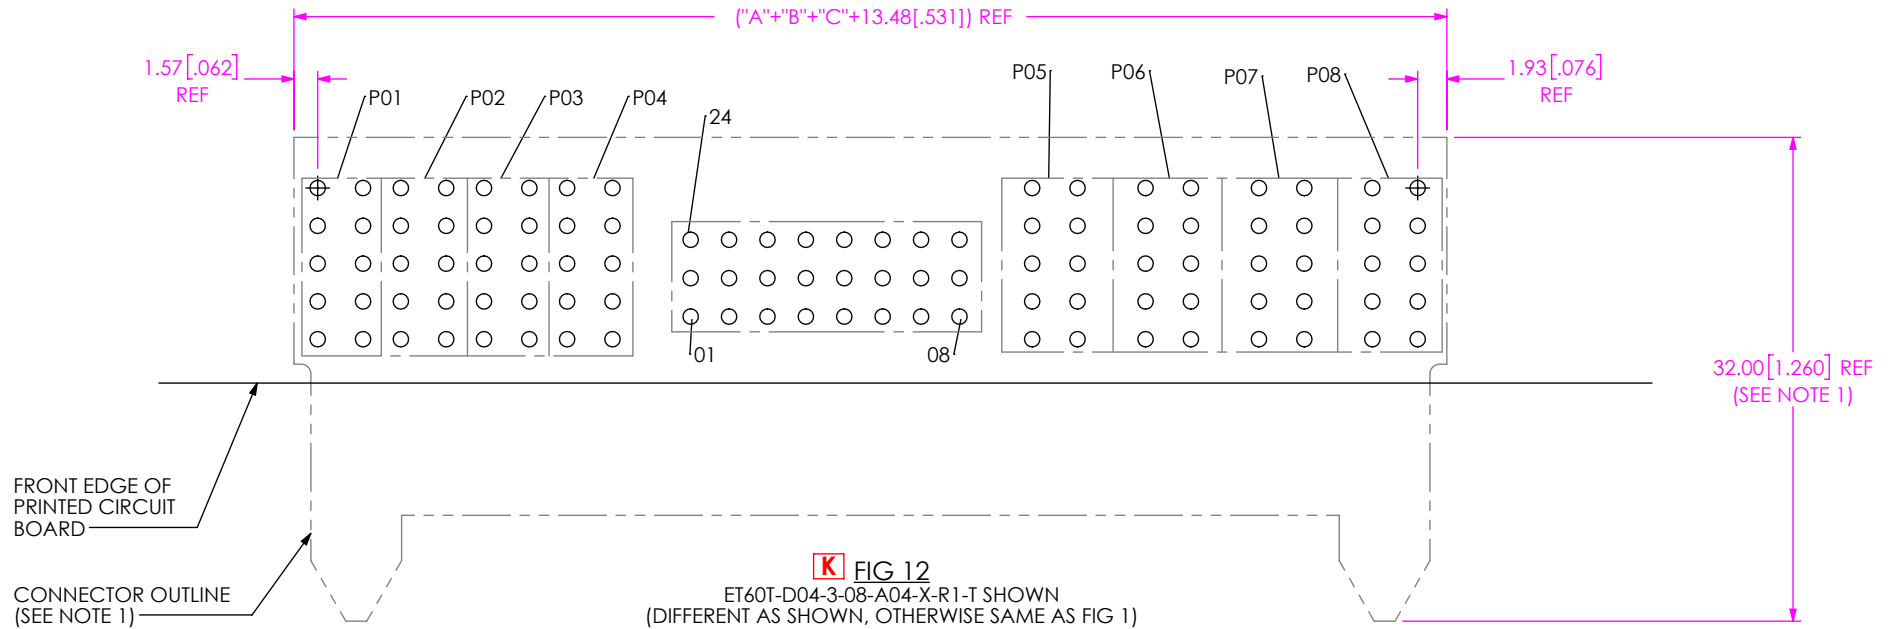 ("A"+"B"+"C"+13.48[.531]) REF
1.57[.062]
REF
P01
P02
P03
P04
24
P05
P06
P07
P08
1.93[.076]
REF
01
08
32.00[1.260] REF
(SEE NOTE 1)
FRONT EDGE OF
PRINTED CIRCUIT
BOARD
CONNECTOR OUTLINE
(SEE NOTE 1)
K FIG 12
ET60T-D04-3-08-A04-X-R1-T SHOWN
(DIFFERENT AS SHOWN, OTHERWISE SAME AS FIG 1)